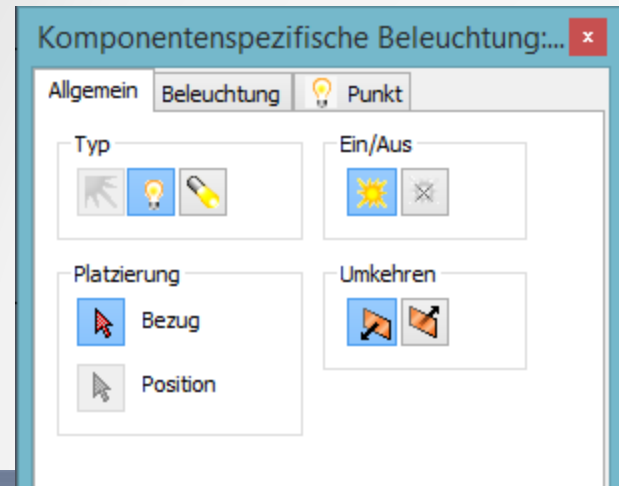 Komponentenspezifische Beleuchtung:...
Allgemein Beleuchtung Punkt
Typ Ein/Aus
Platzierung Umkehren
Bezug
Position